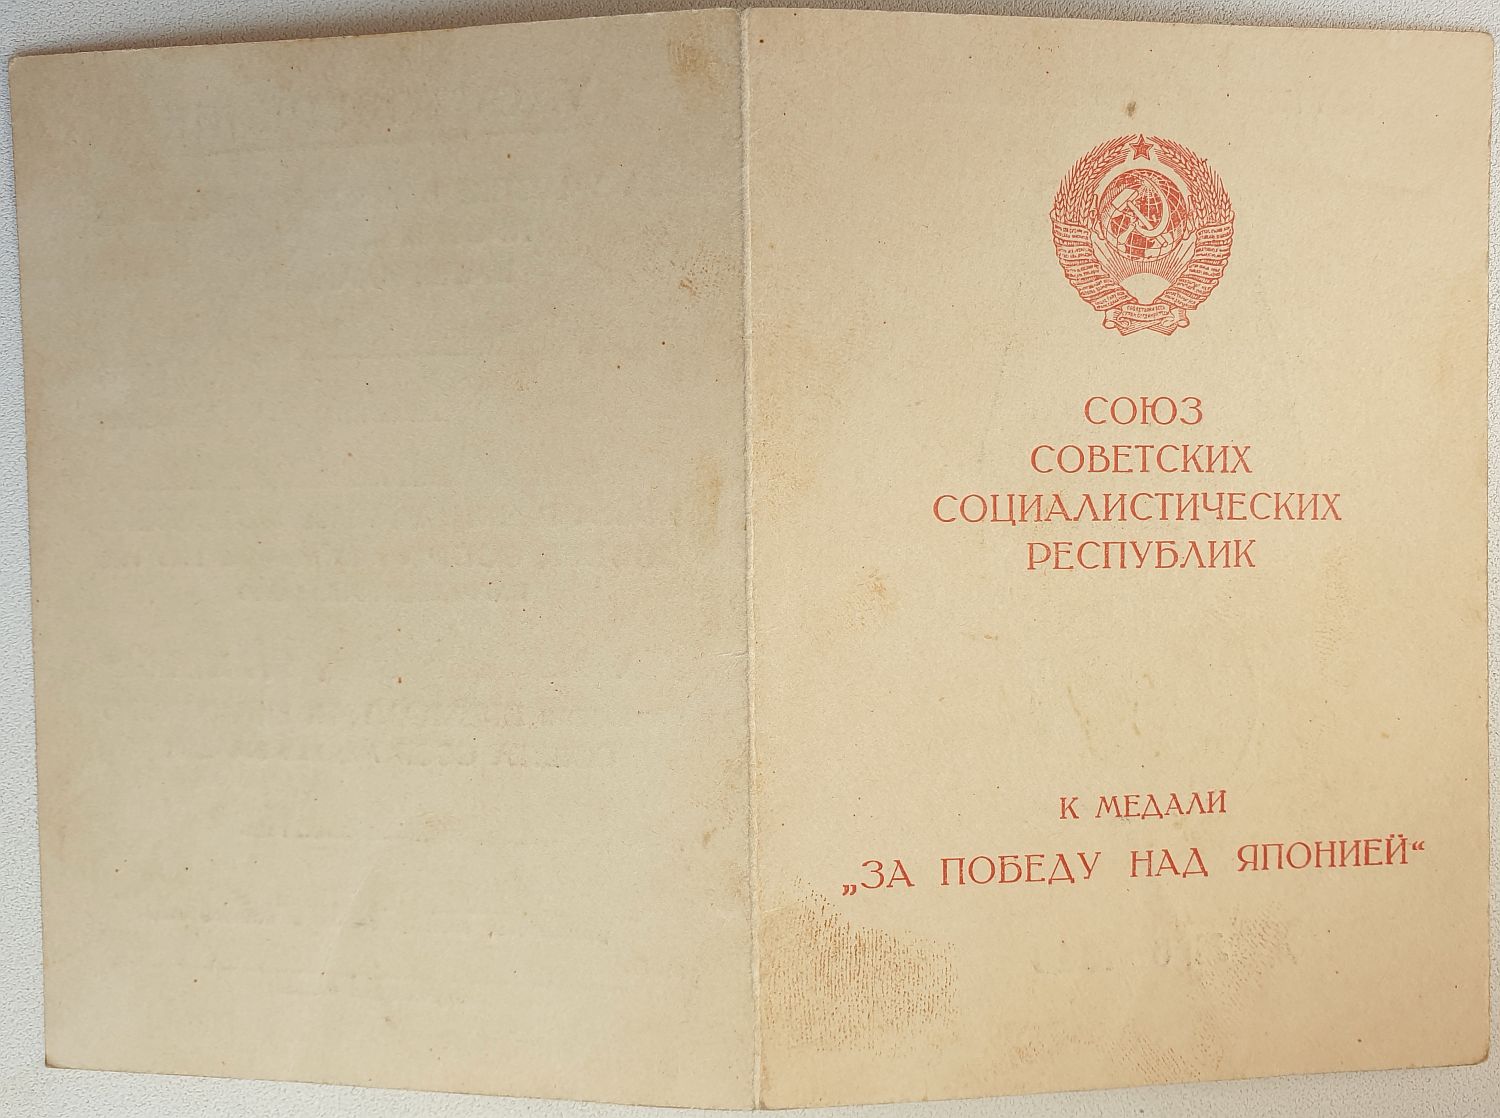 СОЮЗ
СОВЕТСКИХ
СОЦИАЛИСТИЧЕСКИХ
РЕСПУБЛИК
К МЕДАЛИ
„ЗА ПОБЕДУ НАД ЯПОНИЕЙ“